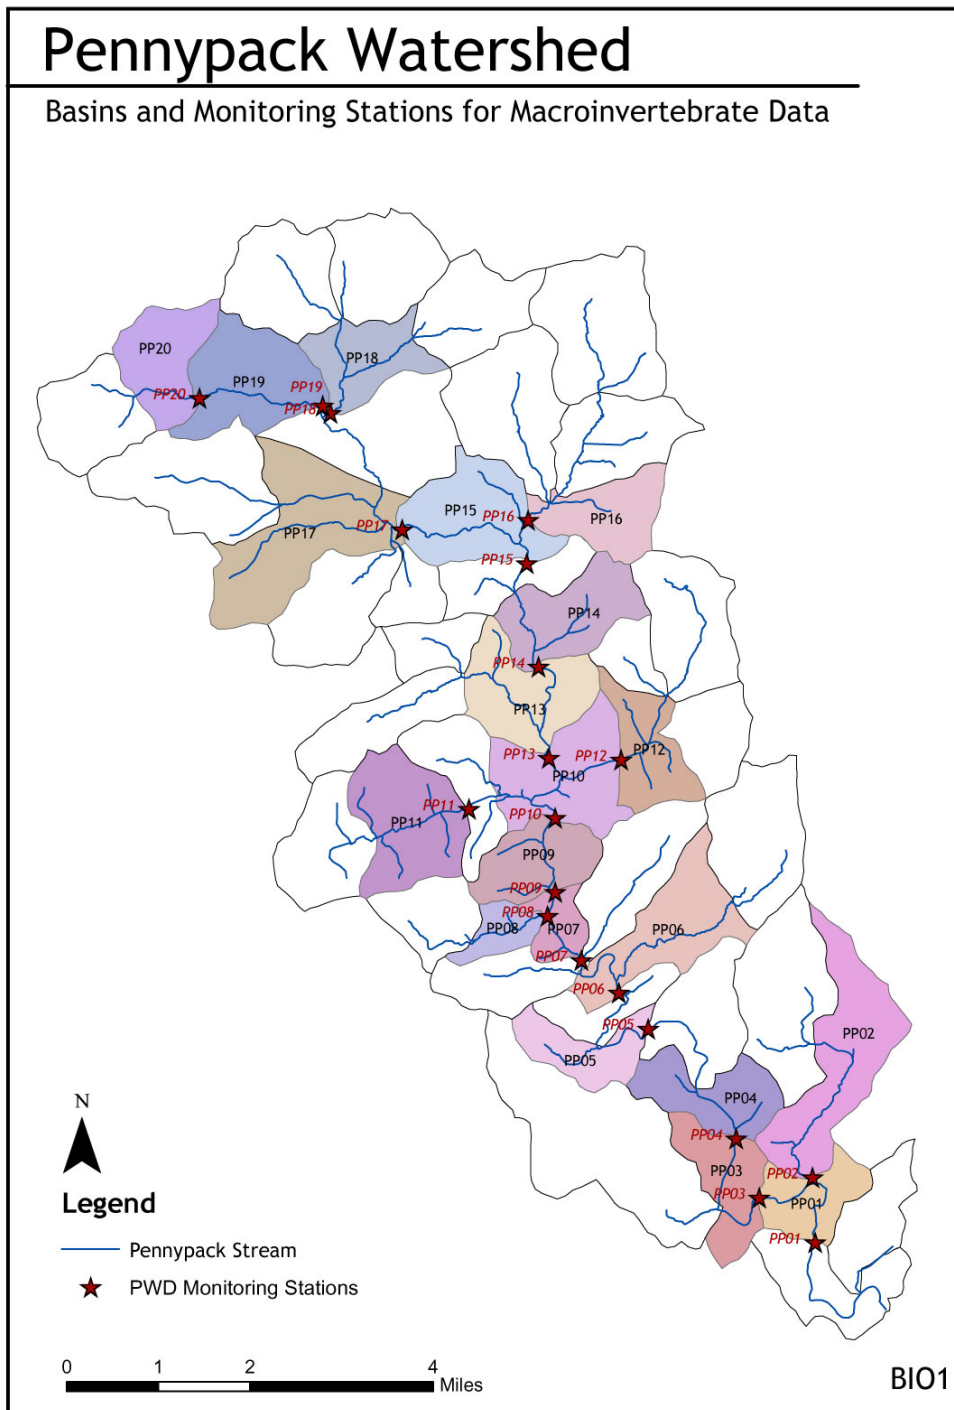 Pennypack Watershed
Basins and Monitoring Stations for Macroinvertebrate Data
PP20
PP18
PP19
PP19
PP20
PP18
PP15
PP16
PP16
PP17
PP17
PP15
PP14
PP14
PP13
PP13
PP12
PP12
PP10
PP11
PP10
PP11
PP09
PP09
PP08
PP08
PP07
PP06
PP07
PP06
PP05
PP02
PP05
PP04
PP04
PP03
PP02
PP03
PP01
PP01
N
Legend
Pennypack Stream
PWD Monitoring Stations
0 1 2 4
Miles
BIO1